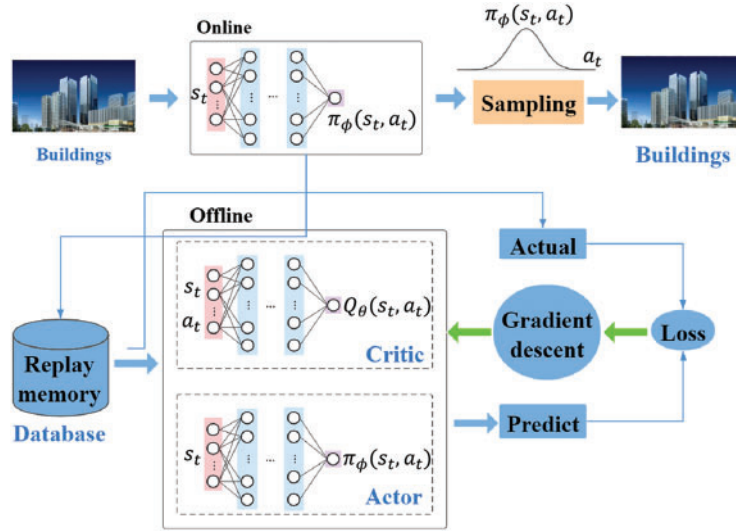 Online
π_ϕ(s_t, a_t)
a_t
s_t
...
⋮
π_ϕ(s_t, a_t)
Sampling
Buildings
Buildings
Offline
Actual
s_t
⋮
a_t
...
Q_θ(s_t, a_t)
Critic
Gradient
descent
Loss
Replay
memory
Database
s_t
⋮
...
π_ϕ(s_t, a_t)
Actor
Predict